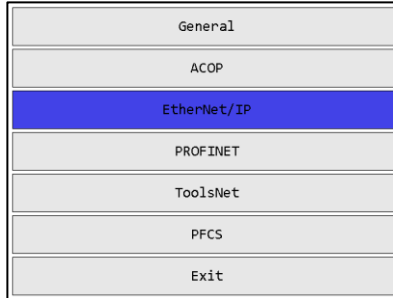 General
ACOP
EtherNet/IP
PROFINET
ToolsNet
PFCS
Exit